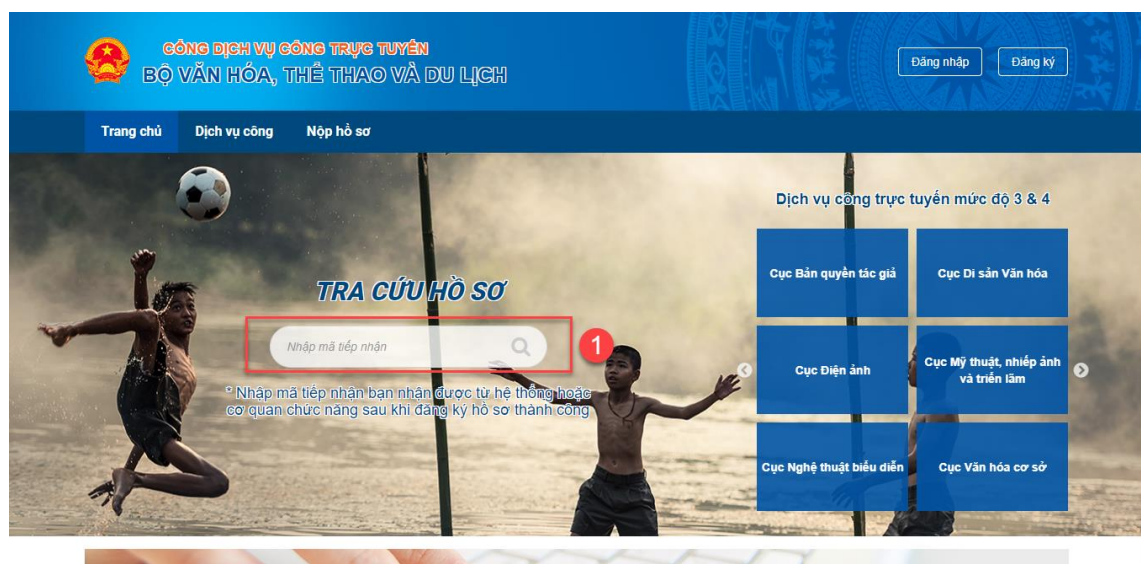 CỔNG DỊCH VỤ CÔNG TRỰC TUYẾN
BỘ VĂN HÓA, THỂ THAO VÀ DU LỊCH
Đăng nhập
Đăng ký
Trang chủ
Dịch vụ công
Nộp hồ sơ
TRA CỨU HỒ SƠ
Nhập mã tiếp nhận
1
* Nhập mã tiếp nhận bạn nhận được từ hệ thống hoặc
cơ quan chức năng sau khi đăng ký hồ sơ thành công
Dịch vụ công trực tuyến mức độ 3 & 4
Cục Bản quyền tác giả
Cục Di sản Văn hóa
Cục Điện ảnh
Cục Mỹ thuật, nhiếp ảnh
và triển lãm
Cục Nghệ thuật biểu diễn
Cục Văn hóa cơ sở